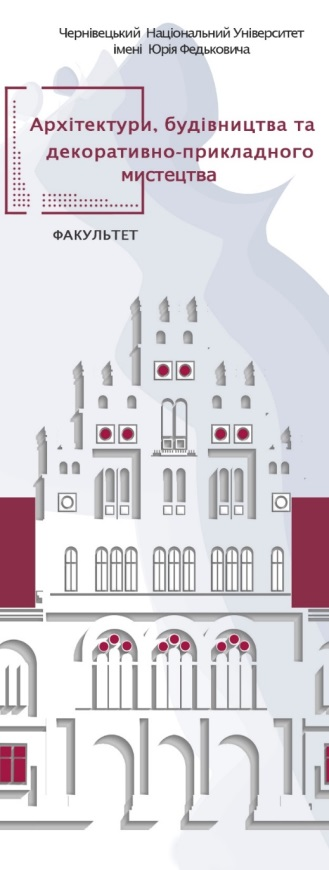 Чернівецький Національний Університет
імені Юрія Федьковича
Архітектури, будівництва та
декоративно-прикладного
мистецтва
ФАКУЛЬТЕТ